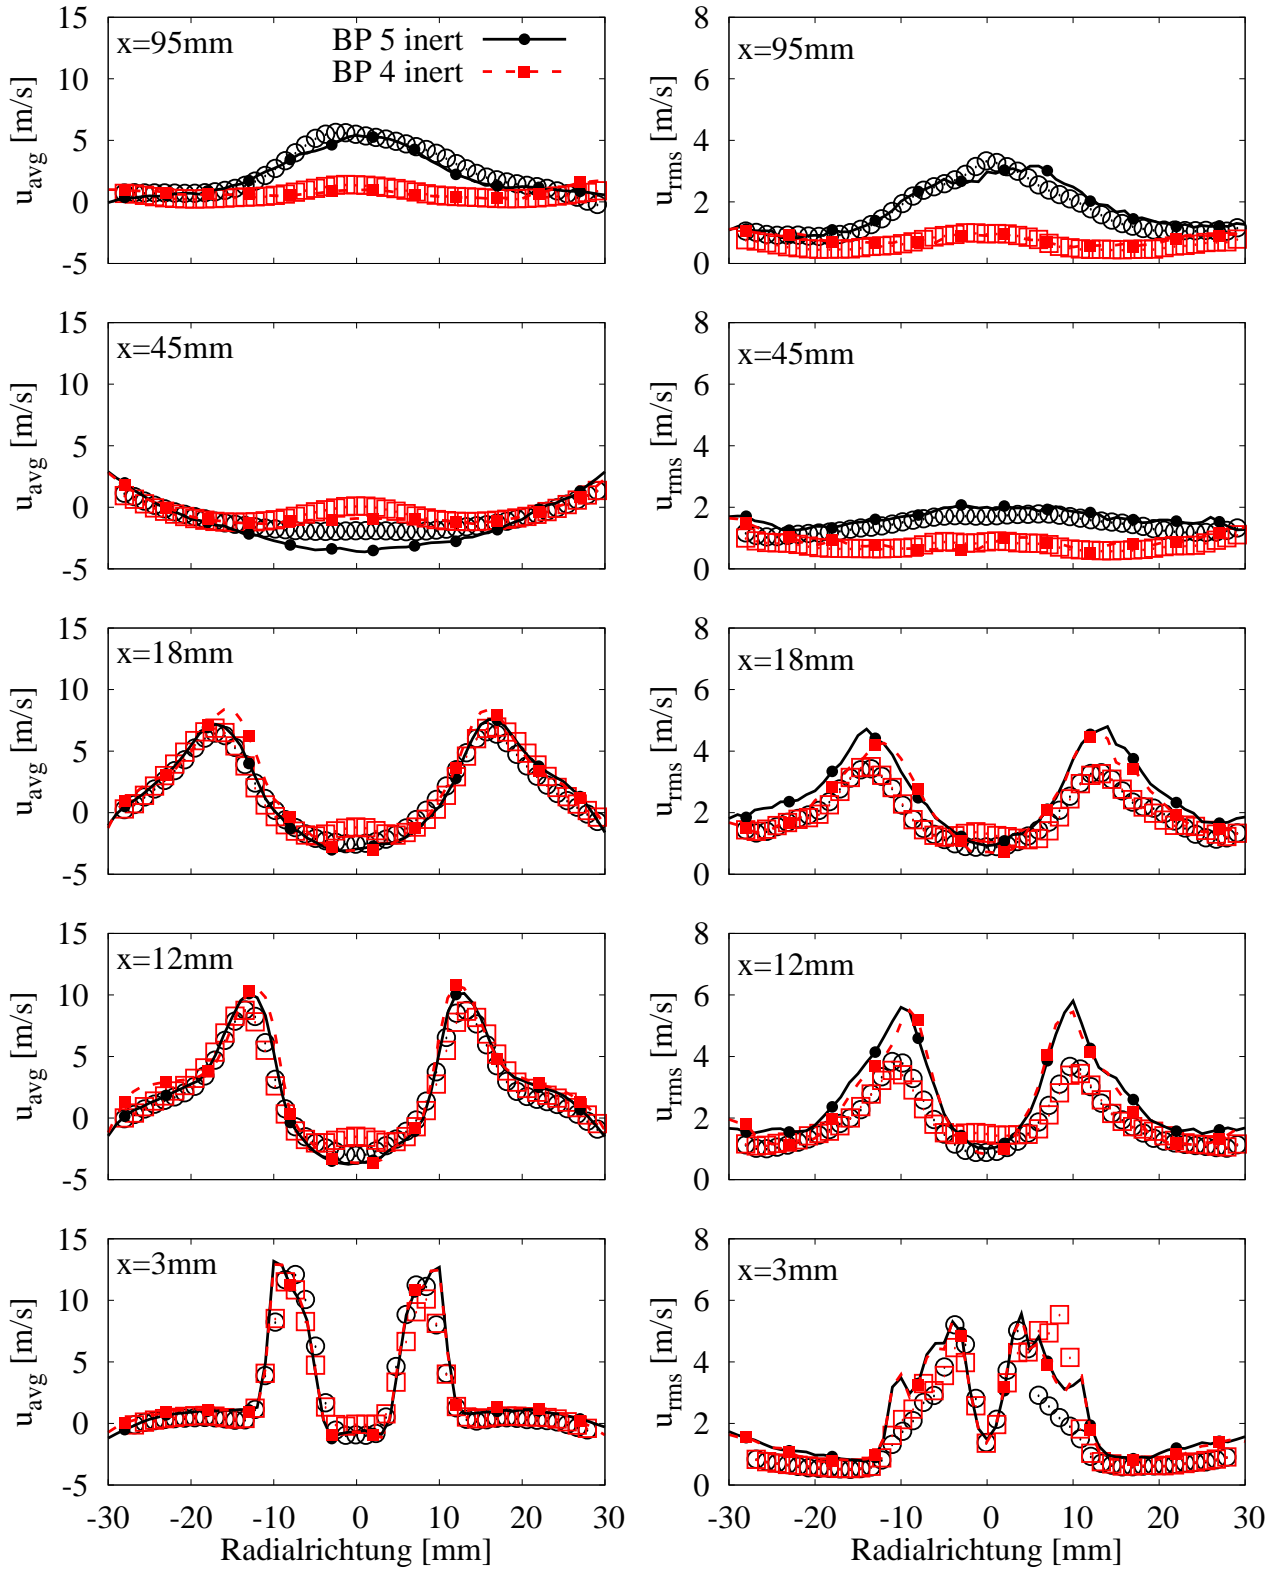 15
10
5
0
-5
u_avg [m/s]
x=95mm
BP 5 inert
BP 4 inert
8
6
4
2
0
u_rms [m/s]
x=95mm
15
10
5
0
-5
u_avg [m/s]
x=45mm
8
6
4
2
0
u_rms [m/s]
x=45mm
15
10
5
0
-5
u_avg [m/s]
x=18mm
8
6
4
2
0
u_rms [m/s]
x=18mm
15
10
5
0
-5
u_avg [m/s]
x=12mm
8
6
4
2
0
u_rms [m/s]
x=12mm
15
10
5
0
-5
u_avg [m/s]
x=3mm
-30 -20 -10 0 10 20 30
Radialrichtung [mm]
8
6
4
2
0
u_rms [m/s]
x=3mm
-30 -20 -10 0 10 20 30
Radialrichtung [mm]